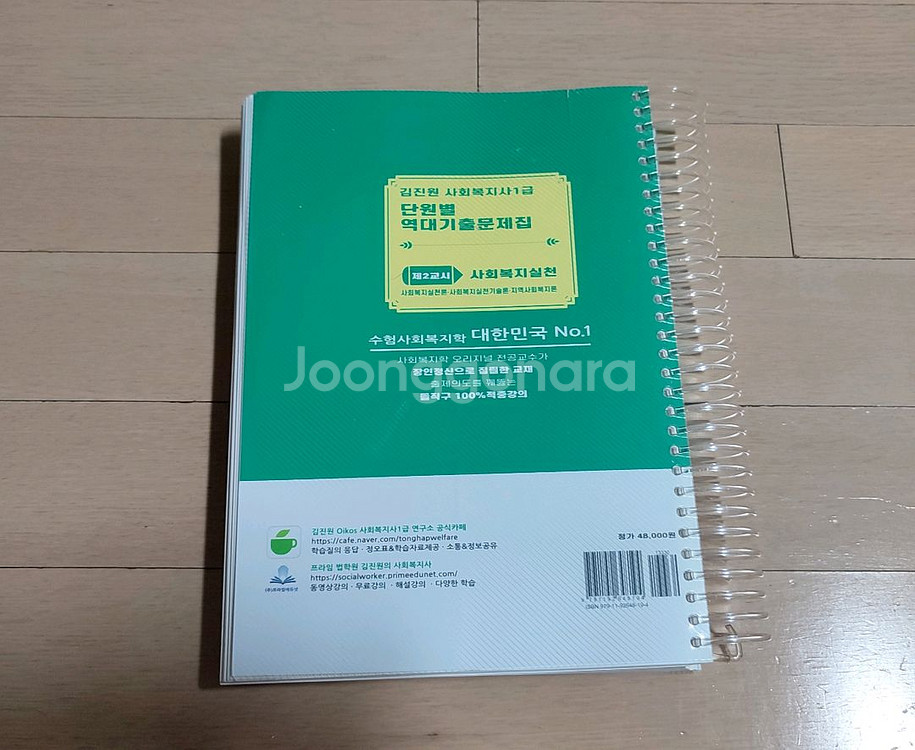 김진원 사회복지사1급
단원별
역대기출문제집
제2교시 사회복지실천
사회복지실천론·사회복지실천기술론·지역사회복지론
수험사회복지학 대한민국 No.1
사회복지학 오리지널 전공교수가
장인정신으로 집필한 교재
출제의도를 꿰뚫는
돌직구 100%적중강의
Joonggonara
김진원 Oikos 사회복지사1급 연구소 공식카페
https://cafe.naver.com/tonghapwelfare
학습질의 응답 · 정오표&학습자료제공 · 소통&정보공유
프라임 법학원 김진원의 사회복지사
https://socialworker.primeedunet.com/
동영상강의 · 무료강의 · 해설강의 · 다양한 학습
정가 48,000원